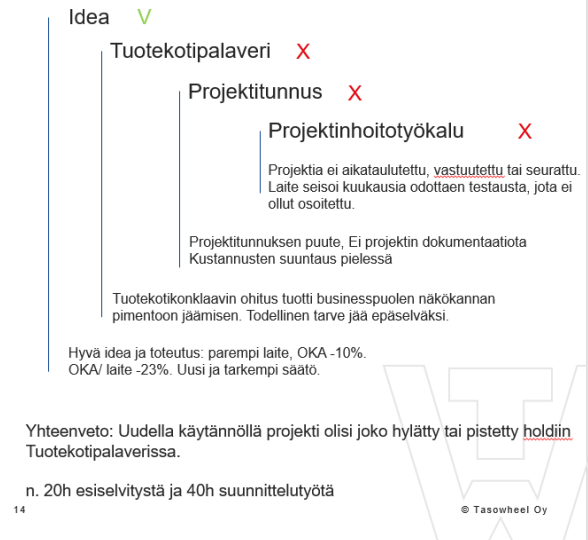 Idea V
Tuotekotipalaveri X
Projektitunnus X
Projektinhoitotyökalu X
Projektia ei aikataulutettu, vastuutettu tai seurattu.
Laite seisoi kuukausia odottaen testausta, jota ei
ollut osoitettu.
Projektitunnuksen puute, Ei projektin dokumentaatiota
Kustannusten suuntaus pielessä
Tuotekotikonklaavin ohitus tuotti businesspuolen näkökannan
pimentoon jäämisen. Todellinen tarve jää epäselväksi.
Hyvä idea ja toteutus: parempi laite, OKA -10%.
OKA/ laite -23%. Uusi ja tarkempi säätö.
Yhteenveto: Uudella käytännöllä projekti olisi joko hylätty tai pistetty holdiin
Tuotekotipalaverissa.
n. 20h esiselvitystä ja 40h suunnittelutyötä
14
© Tasowheel Oy